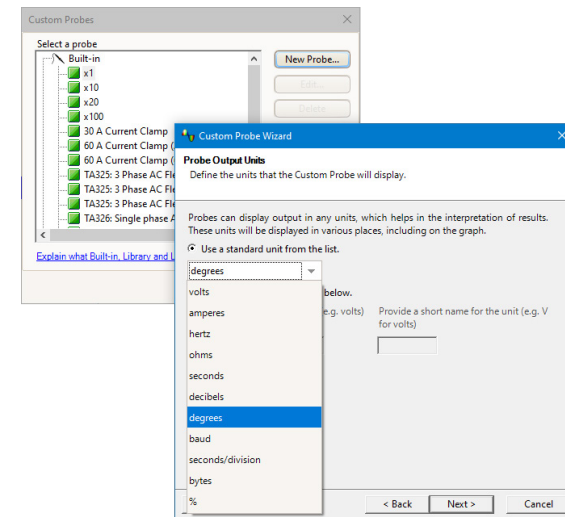 Custom Probes
Select a probe
Built-in
x1
x10
x20
x100
30 A Current Clamp
60 A Current Clamp (
60 A Current Clamp (
TA325: 3 Phase AC Fle
TA325: 3 Phase AC Fl
TA325: 3 Phase AC Fl
TA326: Single phase A
Explain what Built-in, Library and L
New Probe...
Edit...
Delete
Custom Probe Wizard
Probe Output Units
Define the units that the Custom Probe will display.
Probes can display output in any units, which helps in the interpretation of results.
These units will be displayed in various places, including on the graph.
Use a standard unit from the list.
degrees
volts
amperes
hertz
ohms
seconds
decibels
degrees
baud
seconds/division
bytes
%
below.
e.g. volts)
Provide a short name for the unit (e.g. V
for volts)
< Back
Next >
Cancel